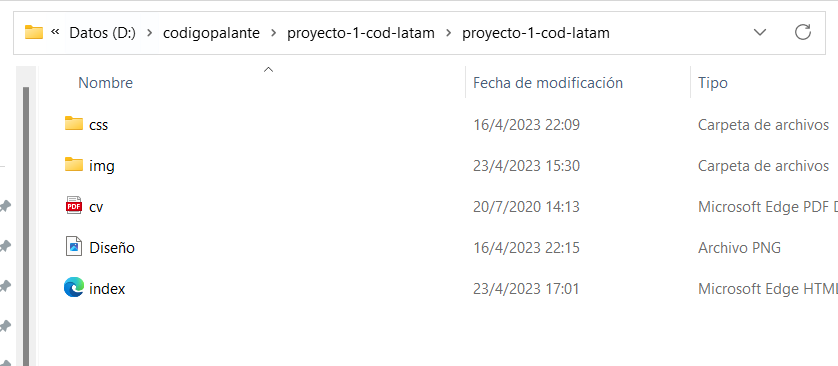 « Datos (D:) > codigopalante > proyecto-1-cod-latam > proyecto-1-cod-latam
Nombre Fecha de modificación Tipo
css 16/4/2023 22:09 Carpeta de archivos
img 23/4/2023 15:30 Carpeta de archivos
PDF cv 20/7/2020 14:13 Microsoft Edge PDF D
Diseño 16/4/2023 22:15 Archivo PNG
index 23/4/2023 17:01 Microsoft Edge HTML